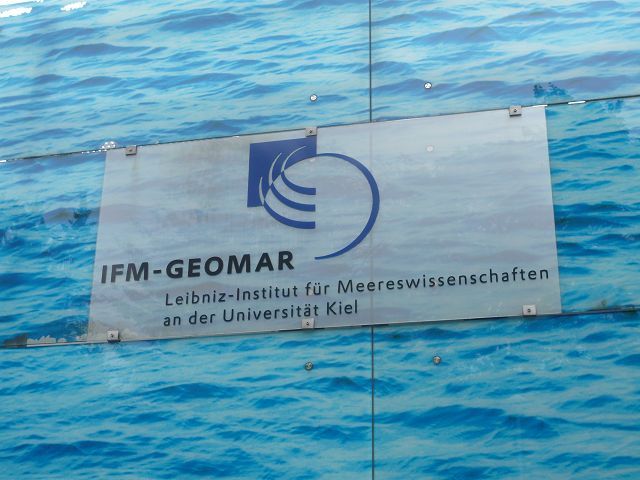 IFM-GEOMAR
Leibniz-Institut für Meereswissenschaften
an der Universität Kiel